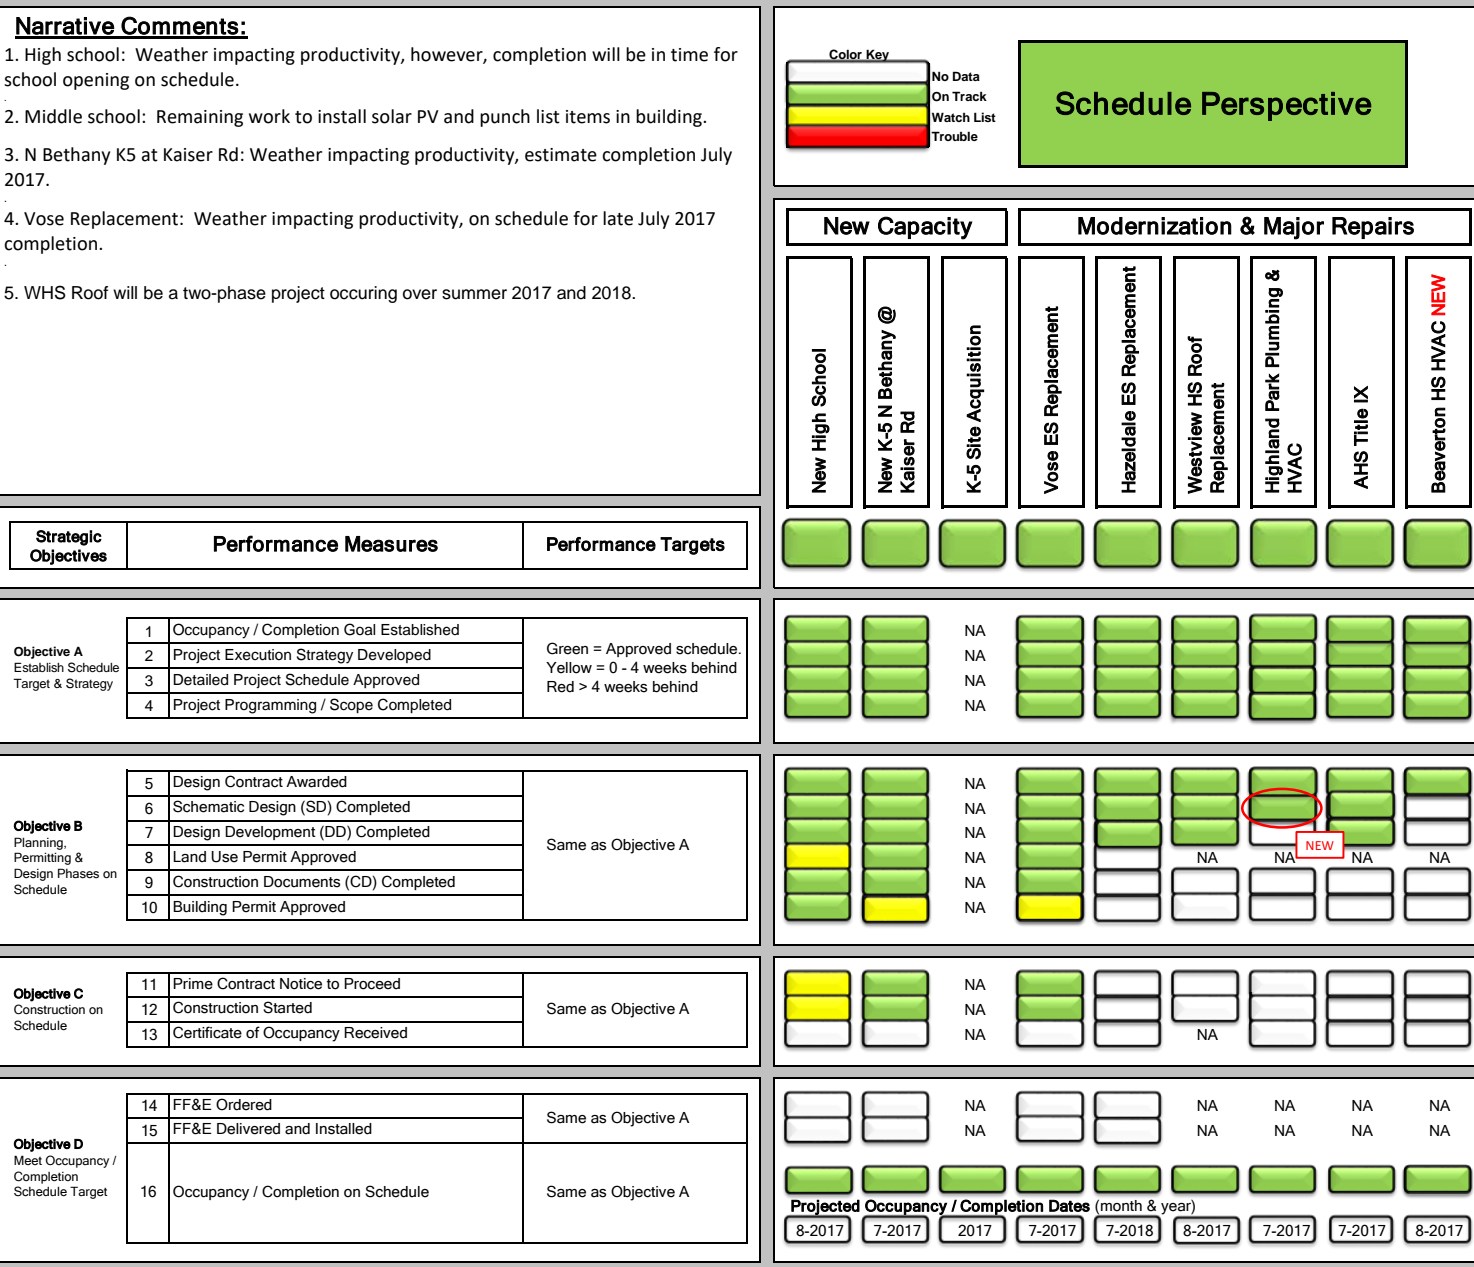 Narrative Comments:
1. High school:  Weather impacting productivity, however, completion will be in time for
school opening on schedule.
.
2. Middle school:  Remaining work to install solar PV and punch list items in building.
3. N Bethany K5 at Kaiser Rd: Weather impacting productivity, estimate completion July
2017.
.
4. Vose Replacement:  Weather impacting productivity, on schedule for late July 2017
completion.
.
5. WHS Roof will be a two-phase project occuring over summer 2017 and 2018.
Color Key
No Data
On Track
Watch List
Trouble
Schedule Perspective
New Capacity
Modernization & Major Repairs
New High School
New K-5 N Bethany @
Kaiser Rd
K-5 Site Acquisition
Vose ES Replacement
Hazeldale ES Replacement
Westview HS Roof
Replacement
Highland Park Plumbing &
HVAC
AHS Title IX
Beaverton HS HVAC NEW
Strategic
Objectives
Performance Measures
Performance Targets
Objective A
Establish Schedule
Target & Strategy
1 Occupancy / Completion Goal Established
2 Project Execution Strategy Developed
3 Detailed Project Schedule Approved
4 Project Programming / Scope Completed
Green = Approved schedule.
Yellow = 0 - 4 weeks behind
Red > 4 weeks behind
NA
NA
NA
NA
Objective B
Planning,
Permitting &
Design Phases on
Schedule
5 Design Contract Awarded
6 Schematic Design (SD) Completed
7 Design Development (DD) Completed
8 Land Use Permit Approved
9 Construction Documents (CD) Completed
10 Building Permit Approved
Same as Objective A
NA
NA
NA
NEW
NA NA NA NA NA
NA
NA
Objective C
Construction on
Schedule
11 Prime Contract Notice to Proceed
12 Construction Started
13 Certificate of Occupancy Received
Same as Objective A
NA
NA
NA NA
Objective D
Meet Occupancy /
Completion
Schedule Target
14 FF&E Ordered
15 FF&E Delivered and Installed
Same as Objective A
16 Occupancy / Completion on Schedule
Same as Objective A
NA NA NA NA NA
NA NA NA NA NA
Projected Occupancy / Completion Dates (month & year)
8-2017 7-2017 2017 7-2017 7-2018 8-2017 7-2017 7-2017 8-2017